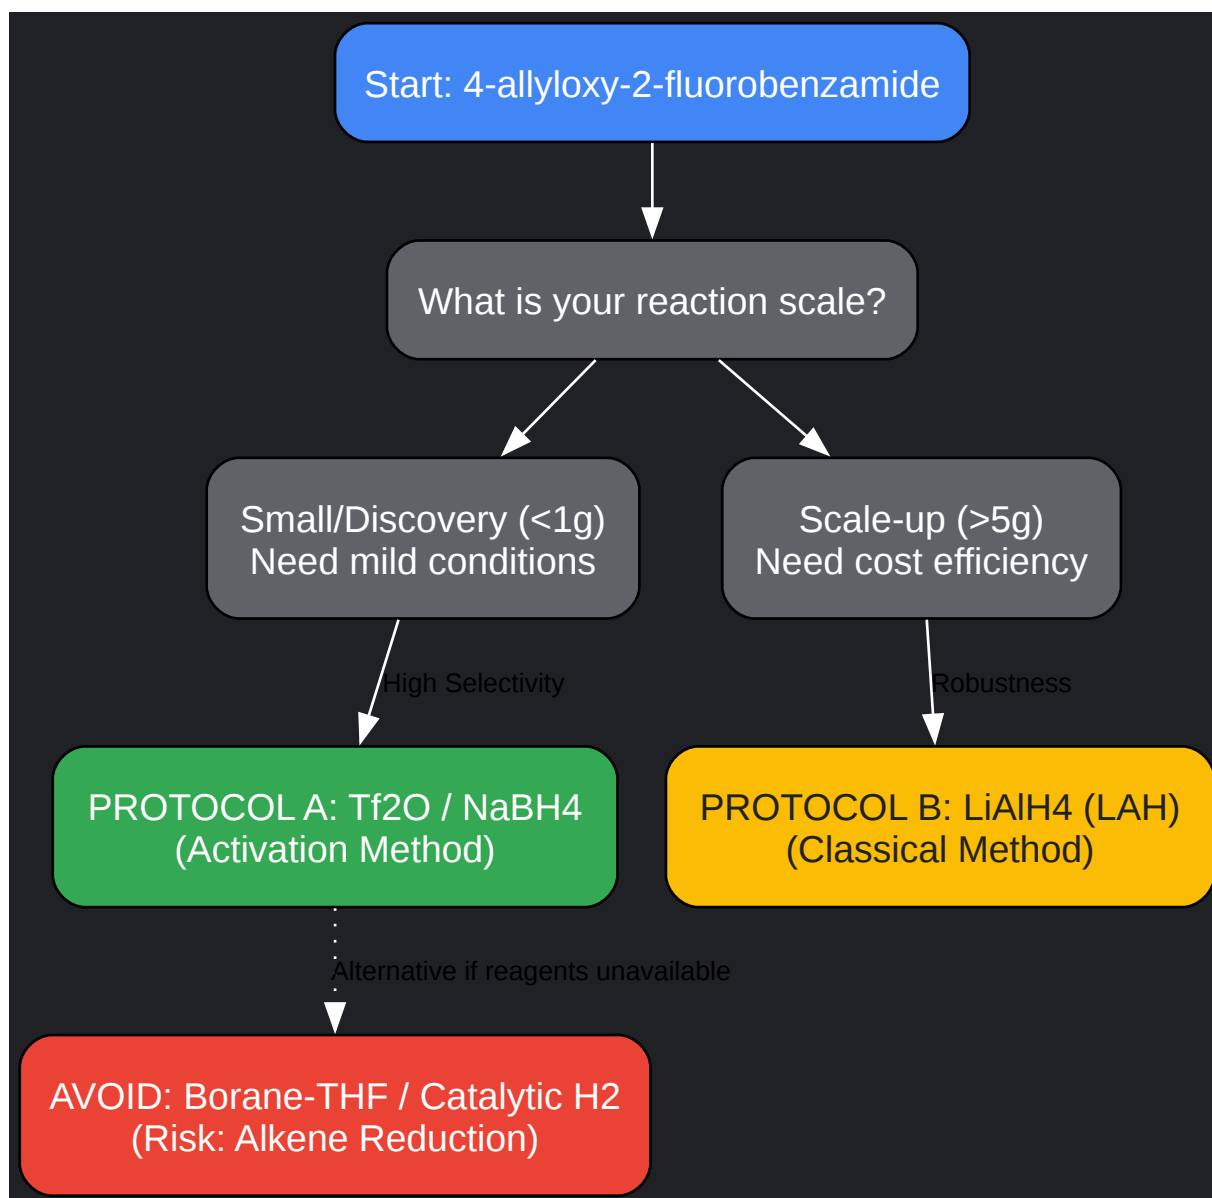 Start: 4-allyloxy-2-fluorobenzamide
What is your reaction scale?
Small/Discovery (<1g)
Need mild conditions
Scale-up (>5g)
Need cost efficiency
High Selectivity
Robustness
PROTOCOL A: Tf2O / NaBH4
(Activation Method)
PROTOCOL B: LiAlH4 (LAH)
(Classical Method)
Alternative if reagents unavailable
AVOID: Borane-THF / Catalytic H2
(Risk: Alkene Reduction)